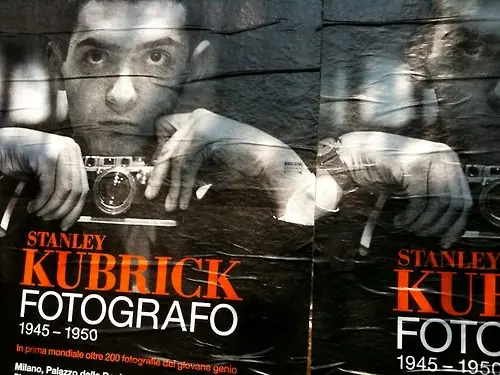 STANLEY
KUBRICK
FOTOGRAFO
1945 – 1950
In prima mondiale oltre 200 fotografie del giovane genio
Milano, Palazzo della
STANLEY
KU
FOTO
1945 – 1950